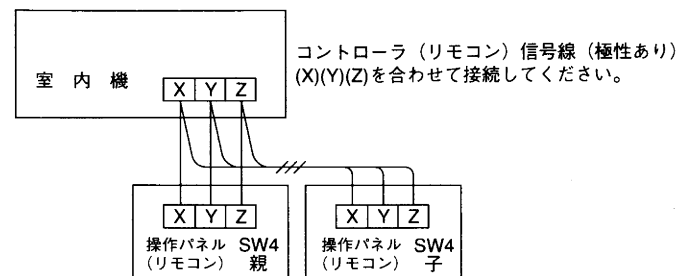 コントローラ（リモコン）信号線（極性あり）
(X)(Y)(Z)を合わせて接続してください。
室 内 機
X Y Z
X Y Z
操作パネル SW4
（リモコン） 親
X Y Z
操作パネル SW4
（リモコン） 子